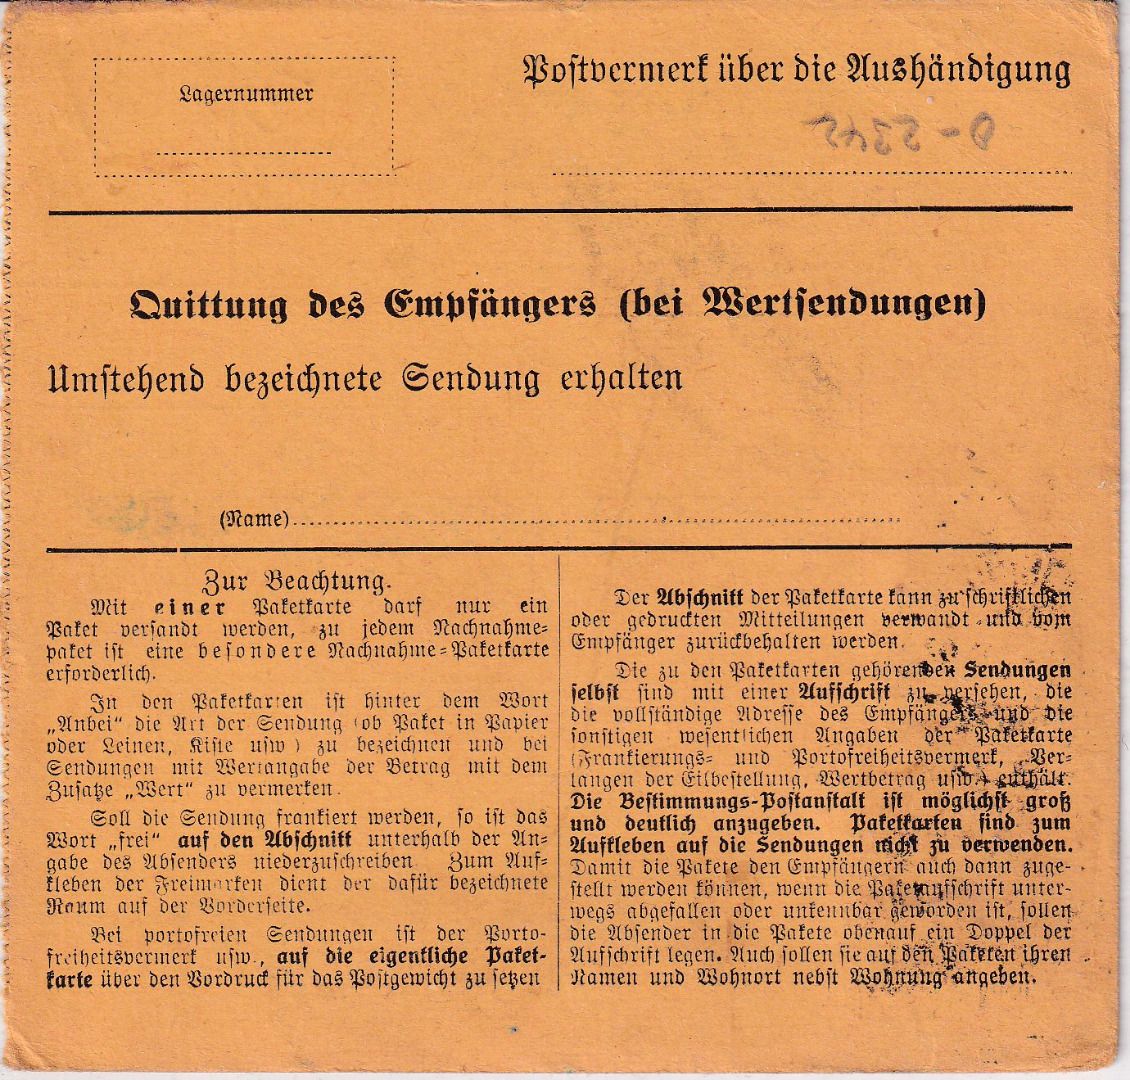 Lagernummer
Postvermerk über die Aushändigung
D-2342
Quittung des Empfängers (bei Wertsendungen)
Umstehend bezeichnete Sendung erhalten
(Name)
Zur Beachtung.
Mit einer Paketkarte darf nur ein
Paket versandt werden, zu jedem Nachnahme-
paket ist eine besondere Nachnahme-Paketkarte
erforderlich.
In den Paketkarten ist hinter dem Wort
„Anbei“ die Art der Sendung (ob Paket in Papier
oder Leinen, Kiste usw) zu bezeichnen und bei
Sendungen mit Wertangabe der Betrag mit dem
Zusatze „Wert“ zu vermerken.
Soll die Sendung frankiert werden, so ist das
Wort „frei“ auf den Abschnitt unterhalb der An-
gabe des Absenders niederzuschreiben. Zum Auf-
kleben der Freimarken dient der dafür bezeichnete
Raum auf der Vorderseite.
Bei portofreien Sendungen ist der Porto-
freiheitsvermerk usw., auf die eigentliche Paket-
karte über den Vordruck für das Postgewicht zu setzen
Der Abschnitt der Paketkarte kann zu schriftlichen
oder gedruckten Mitteilungen verwandt und vom
Empfänger zurückbehalten werden.
Die zu den Paketkarten gehörenden Sendungen
selbst sind mit einer Aufschrift zu versehen, die
die vollständige Adresse des Empfängers und die
sonstigen wesentlichen Angaben der Paketkarte
(Frankierungs- und Portofreiheitsvermerk, Ver-
langen der Eilbestellung, Wertbetrag usw.) enthält.
Die Bestimmungs-Postanstalt ist möglichst groß
und deutlich anzugeben. Paketkarten sind zum
Aufkleben auf die Sendungen nicht zu verwenden.
Damit die Pakete den Empfängern auch dann zuge-
stellt werden können, wenn die Paketaufschrift unter-
wegs abgefallen oder unkennbar geworden ist, sollen
die Absender in die Pakete obenauf ein Doppel der
Aufschrift legen. Auch sollen sie auf den Paketen ihren
Namen und Wohnort nebst Wohnung angeben.